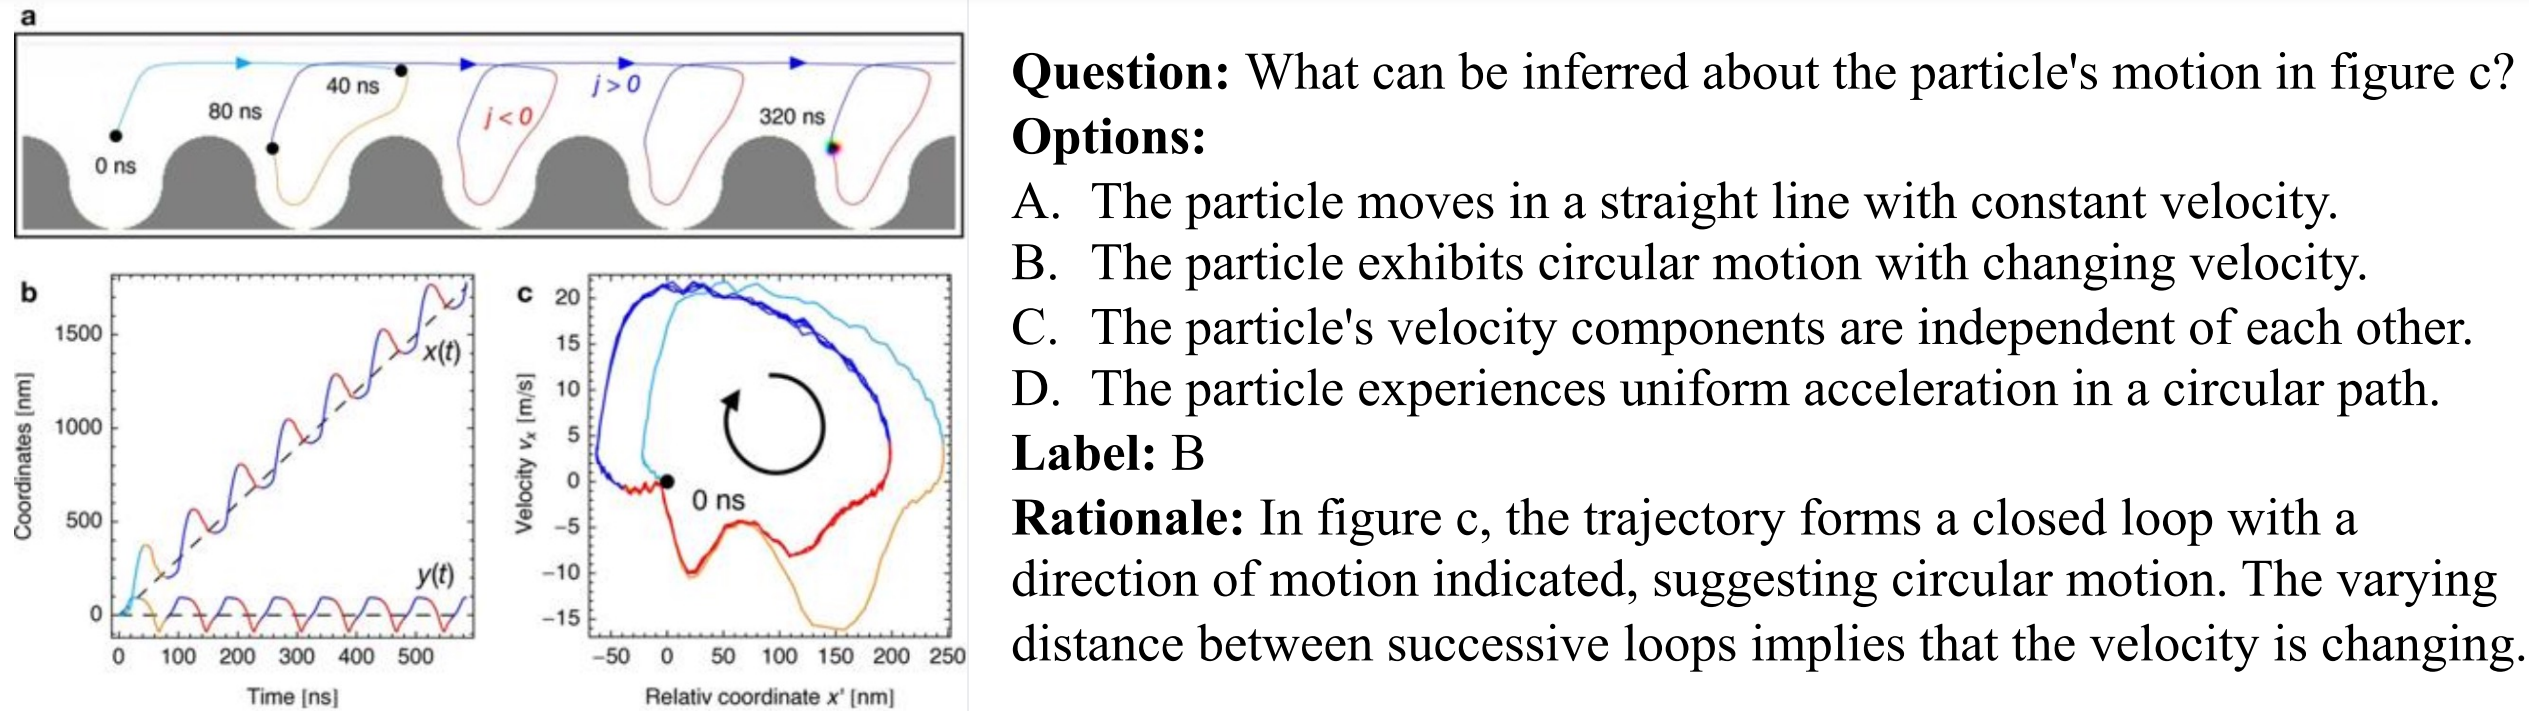 a
40 ns
80 ns
j > 0
j < 0
320 ns
0 ns
b
1500
1000
500
0
Coordinates [nm]
x(t)
y(t)
0 100 200 300 400 500
Time [ns]
c
20
15
10
5
0
−5
−10
−15
Velocity vx [m/s]
0 ns
−50 0 50 100 150 200 250
Relativ coordinate x' [nm]
Question: What can be inferred about the particle's motion in figure c?
Options:
A. The particle moves in a straight line with constant velocity.
B. The particle exhibits circular motion with changing velocity.
C. The particle's velocity components are independent of each other.
D. The particle experiences uniform acceleration in a circular path.
Label: B
Rationale: In figure c, the trajectory forms a closed loop with a
direction of motion indicated, suggesting circular motion. The varying
distance between successive loops implies that the velocity is changing.